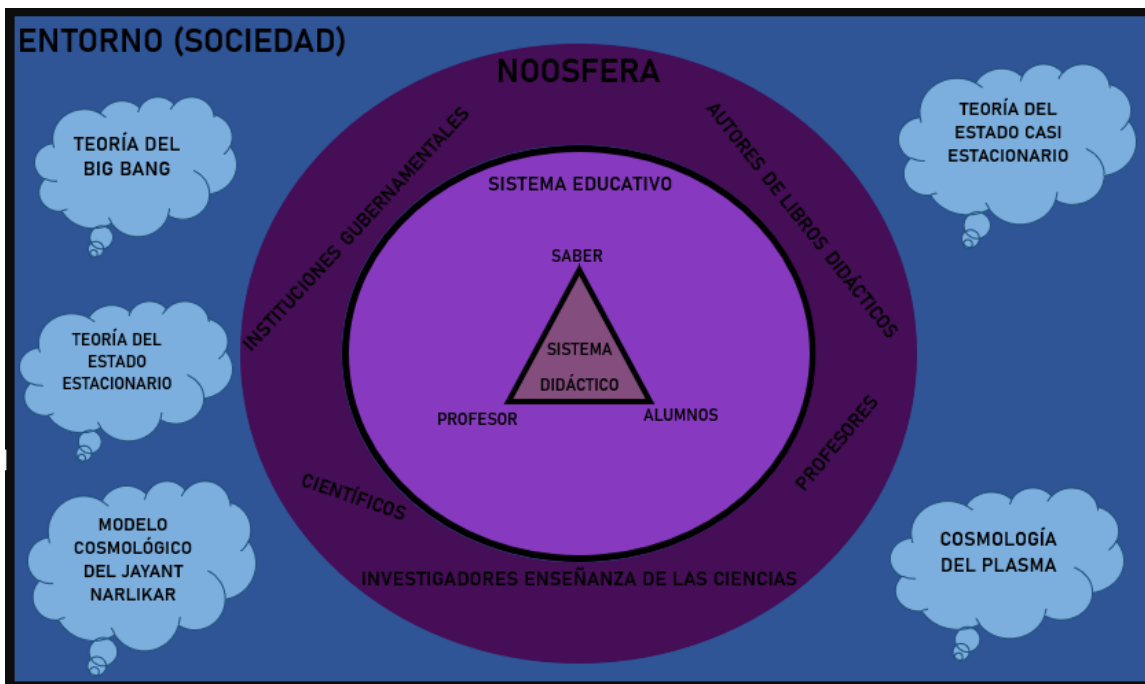 ENTORNO (SOCIEDAD)
NOOSFERA
TEORÍA DEL
BIG BANG
TEORÍA DEL
ESTADO CASI
ESTACIONARIO
INSTITUCIONES GUBERNAMENTALES
AUTORES DE LIBROS DIDÁCTICOS
SISTEMA EDUCATIVO
SABER
SISTEMA
DIDÁCTICO
PROFESOR
ALUMNOS
TEORÍA DEL
ESTADO
ESTACIONARIO
CIENTÍFICOS
PROFESORES
INVESTIGADORES ENSEÑANZA DE LAS CIENCIAS
MODELO
COSMOLÓGICO
DEL JAYANT
NARLIKAR
COSMOLOGÍA
DEL PLASMA